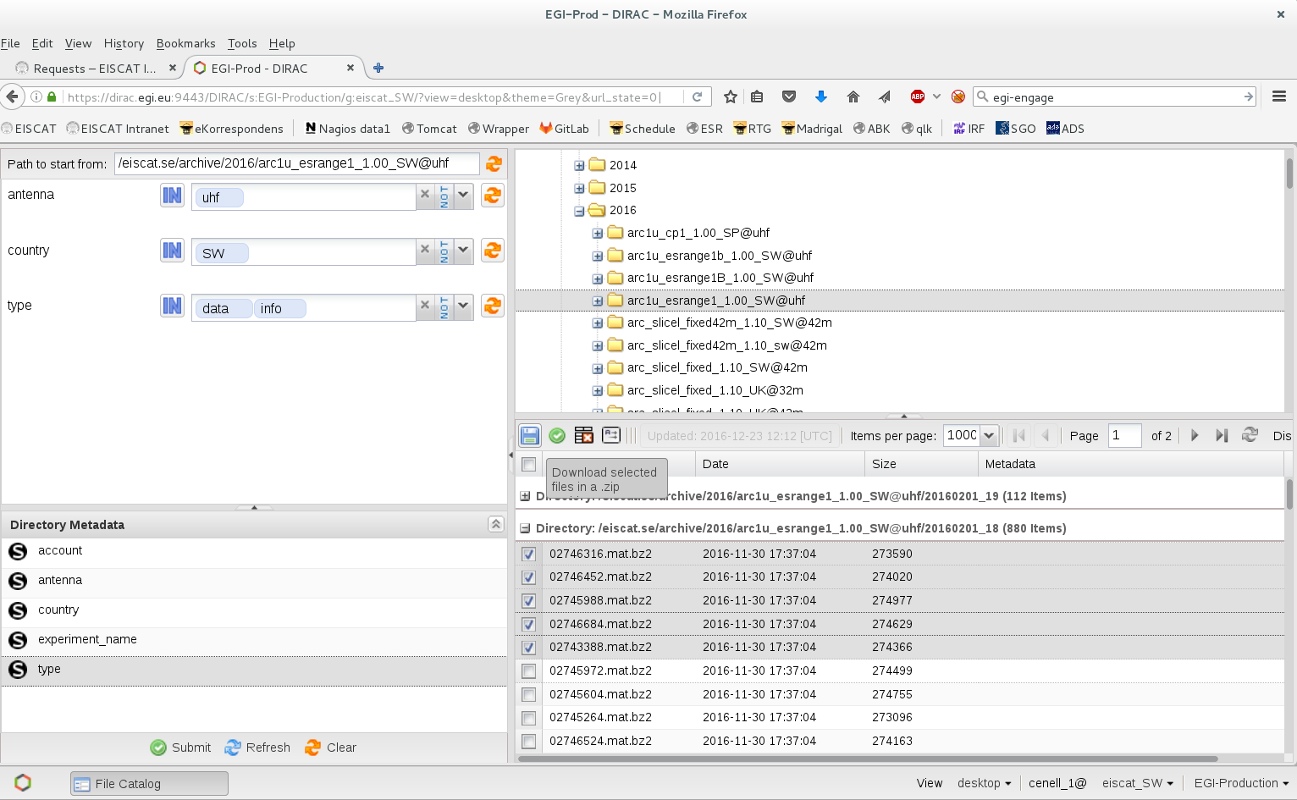 EGI-Prod - DIRAC - Mozilla Firefox
File Edit View History Bookmarks Tools Help
Requests – EISCAT I... EGI-Prod - DIRAC
https://dirac.egi.eu:9443/DIRAC/s:EGI-Production/g:eiscat_SW/?view=desktop&theme=Grey&url_state=0| ABP egi-engage
EISCAT EISCAT Intranet eKorrespondens Nagios data1 Tomcat Wrapper GitLab Schedule ESR RTG Madrigal ABK qlk IRF SGO ads ADS
Path to start from: /eiscat.se/archive/2016/arc1u_esrange1_1.00_SW@uhf
antenna IN uhf NOT
country IN SW NOT
type IN data info NOT
2014
2015
2016
arc1u_cp1_1.00_SP@uhf
arc1u_esrange1b_1.00_SW@uhf
arc1u_esrange1B_1.00_SW@uhf
arc1u_esrange1_1.00_SW@uhf
arc_slicel_fixed42m_1.10_SW@42m
arc_slicel_fixed42m_1.10_sw@42m
arc_slicel_fixed_1.10_SW@42m
arc_slicel_fixed_1.10_UK@32m
arc_slicel_fixed_1.10_UK@42m
Updated: 2016-12-23 12:12 [UTC] Items per page: 1000 Page 1 of 2 Dis
Date Size Metadata
Download selected
files in a .zip
Directory: /eiscat.se/archive/2016/arc1u_esrange1_1.00_SW@uhf/20160201_19 (112 Items)
Directory: /eiscat.se/archive/2016/arc1u_esrange1_1.00_SW@uhf/20160201_18 (880 Items)
02746316.mat.bz2 2016-11-30 17:37:04 273590
02746452.mat.bz2 2016-11-30 17:37:04 274020
02745988.mat.bz2 2016-11-30 17:37:04 274977
02746684.mat.bz2 2016-11-30 17:37:04 274629
02743388.mat.bz2 2016-11-30 17:37:04 274366
02745972.mat.bz2 2016-11-30 17:37:04 274499
02745604.mat.bz2 2016-11-30 17:37:04 274755
02745264.mat.bz2 2016-11-30 17:37:04 273096
02746524.mat.bz2 2016-11-30 17:37:04 274163
Directory Metadata
S account
S antenna
S country
S experiment_name
S type
Submit Refresh Clear
File Catalog View desktop cenell_1@ eiscat_SW EGI-Production